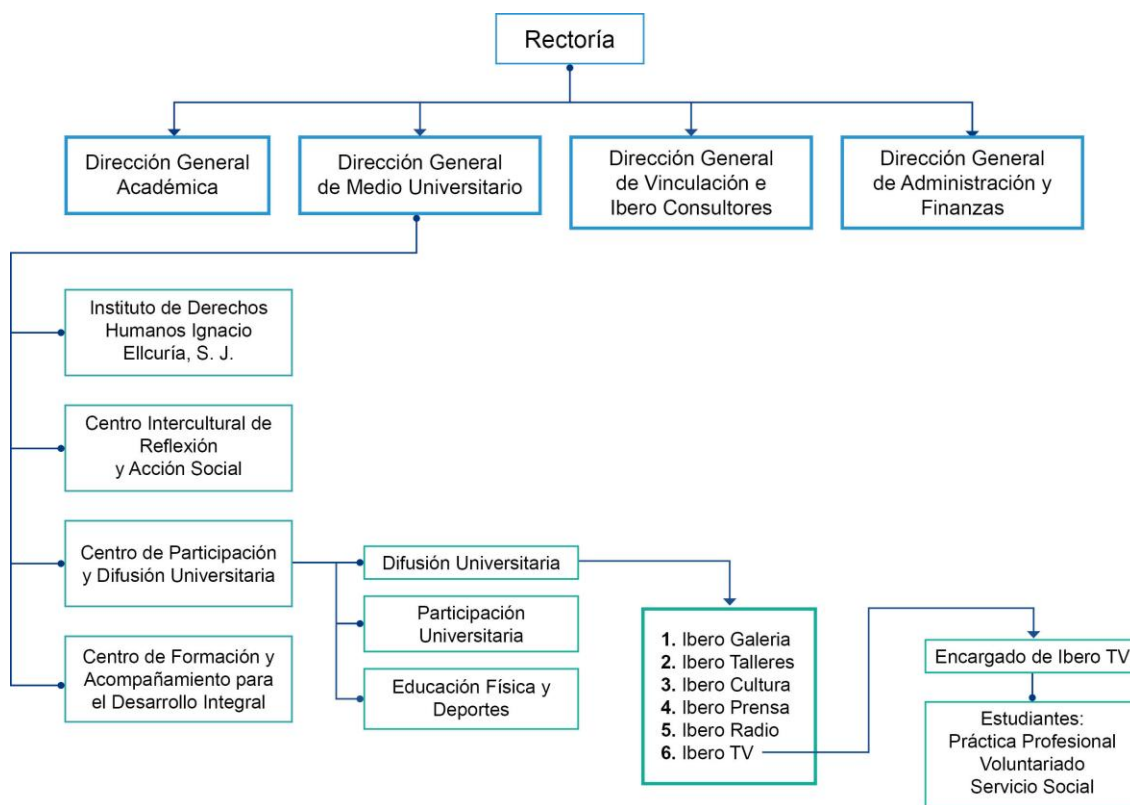 Rectoría
Dirección General
Académica
Dirección General
de Medio Universitario
Dirección General
de Vinculación e
Ibero Consultores
Dirección General
de Administración y
Finanzas
Instituto de Derechos
Humanos Ignacio
Ellcuría, S. J.
Centro Intercultural de
Reflexión
y Acción Social
Centro de Participación
y Difusión Universitaria
Centro de Formación y
Acompañamiento para
el Desarrollo Integral
Difusión Universitaria
Participación
Universitaria
Educación Física y
Deportes
1. Ibero Galeria
2. Ibero Talleres
3. Ibero Cultura
4. Ibero Prensa
5. Ibero Radio
6. Ibero TV
Encargado de Ibero TV
Estudiantes:
Práctica Profesional
Voluntariado
Servicio Social